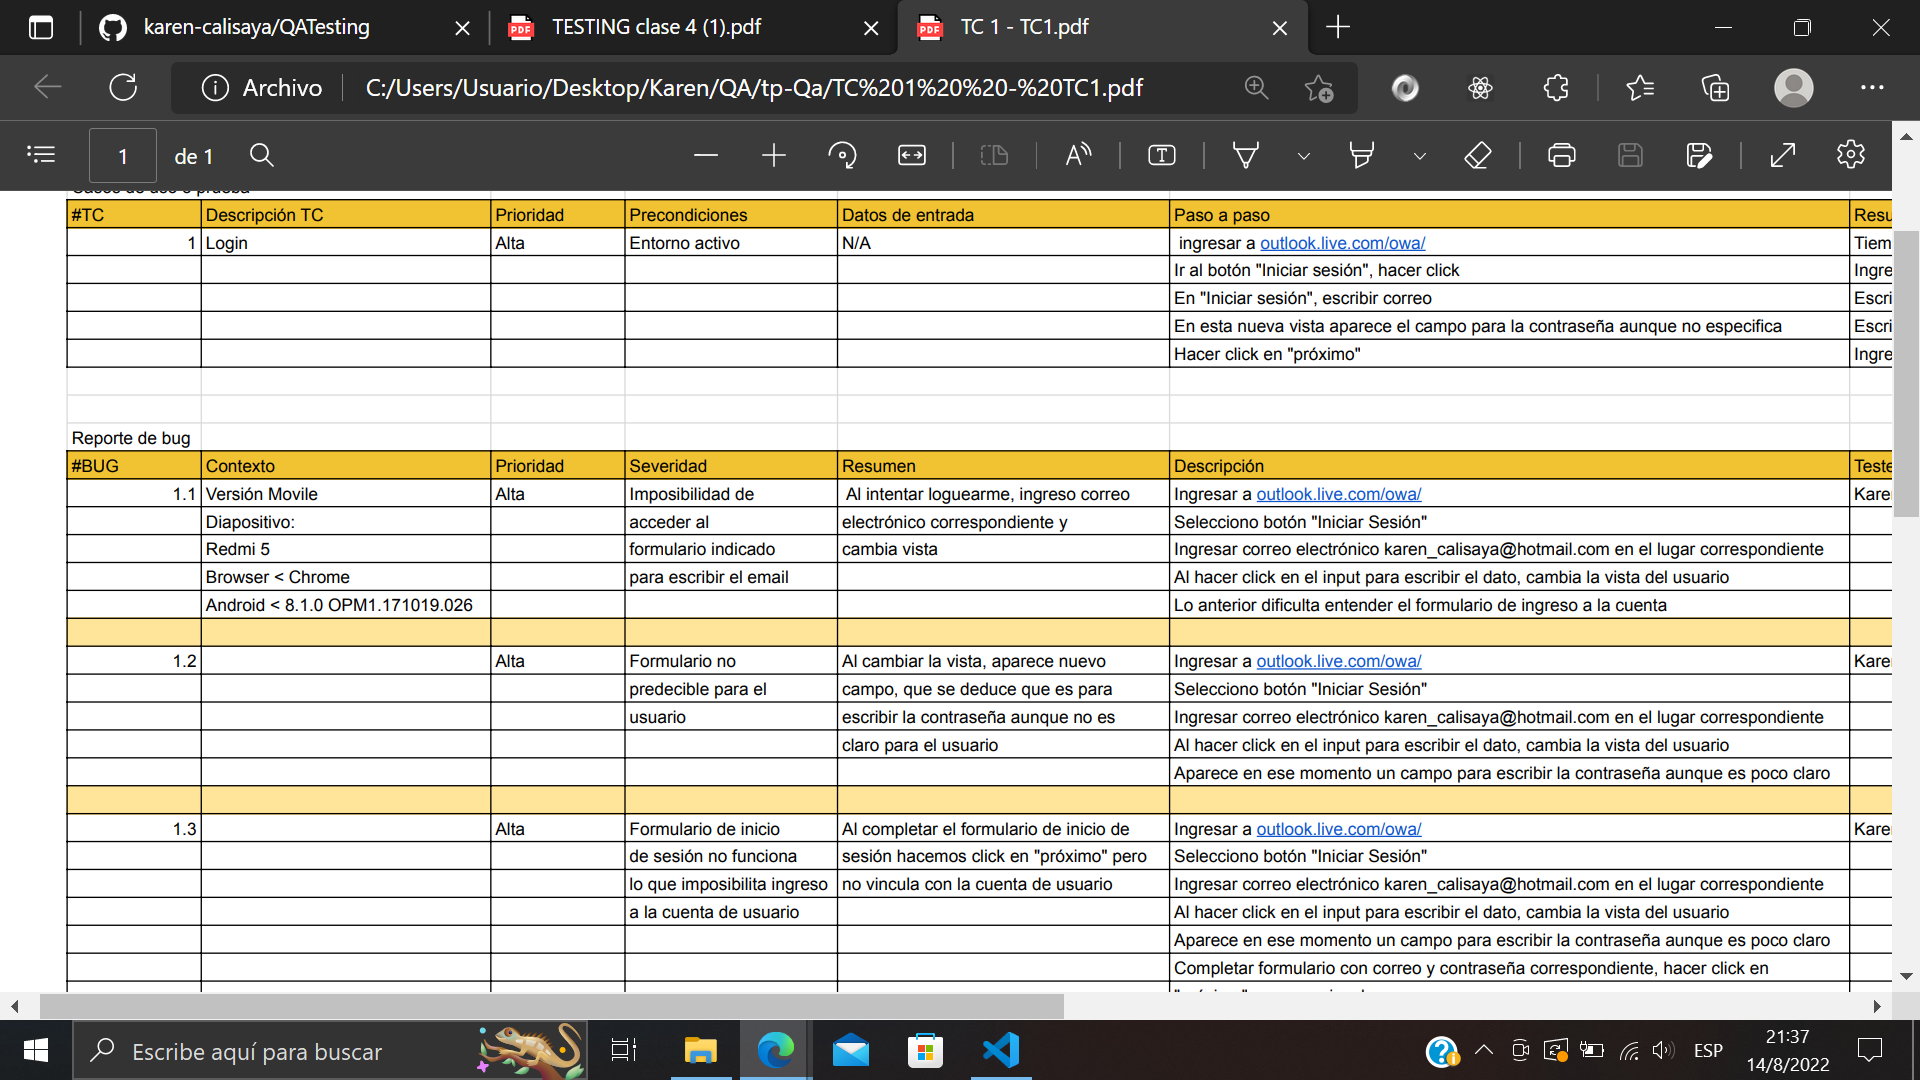 karen-calisaya/QATesting
TESTING clase 4 (1).pdf
TC 1 - TC1.pdf
Archivo
C:/Users/Usuario/Desktop/Karen/QA/tp-Qa/TC%201%20%20-%20TC1.pdf
1 de 1
#TC Descripción TC Prioridad Precondiciones Datos de entrada Paso a paso Resu
1 Login Alta Entorno activo N/A ingresar a outlook.live.com/owa/ Tiem
Ir al botón "Iniciar sesión", hacer click Ingre
En "Iniciar sesión", escribir correo Escri
En esta nueva vista aparece el campo para la contraseña aunque no especifica Escri
Hacer click en "próximo" Ingre
Reporte de bug
#BUG Contexto Prioridad Severidad Resumen Descripción Teste
1.1 Versión Movile Alta Imposibilidad de Al intentar loguearme, ingreso correo Ingresar a outlook.live.com/owa/ Kare
Diapositivo: acceder al electrónico correspondiente y Selecciono botón "Iniciar Sesión"
Redmi 5 formulario indicado cambia vista Ingresar correo electrónico karen_calisaya@hotmail.com en el lugar correspondiente
Browser < Chrome para escribir el email Al hacer click en el input para escribir el dato, cambia la vista del usuario
Android < 8.1.0 OPM1.171019.026 Lo anterior dificulta entender el formulario de ingreso a la cuenta
1.2 Alta Formulario no Al cambiar la vista, aparece nuevo Ingresar a outlook.live.com/owa/ Kare
predecible para el campo, que se deduce que es para Selecciono botón "Iniciar Sesión"
usuario escribir la contraseña aunque no es Ingresar correo electrónico karen_calisaya@hotmail.com en el lugar correspondiente
claro para el usuario Al hacer click en el input para escribir el dato, cambia la vista del usuario
Aparece en ese momento un campo para escribir la contraseña aunque es poco claro
1.3 Alta Formulario de inicio Al completar el formulario de inicio de Ingresar a outlook.live.com/owa/ Kare
de sesión no funciona sesión hacemos click en "próximo" pero Selecciono botón "Iniciar Sesión"
lo que imposibilita ingreso no vincula con la cuenta de usuario Ingresar correo electrónico karen_calisaya@hotmail.com en el lugar correspondiente
a la cuenta de usuario Al hacer click en el input para escribir el dato, cambia la vista del usuario
Aparece en ese momento un campo para escribir la contraseña aunque es poco claro
Completar formulario con correo y contraseña correspondiente, hacer click en
Escribe aquí para buscar
ESP
21:37
14/8/2022